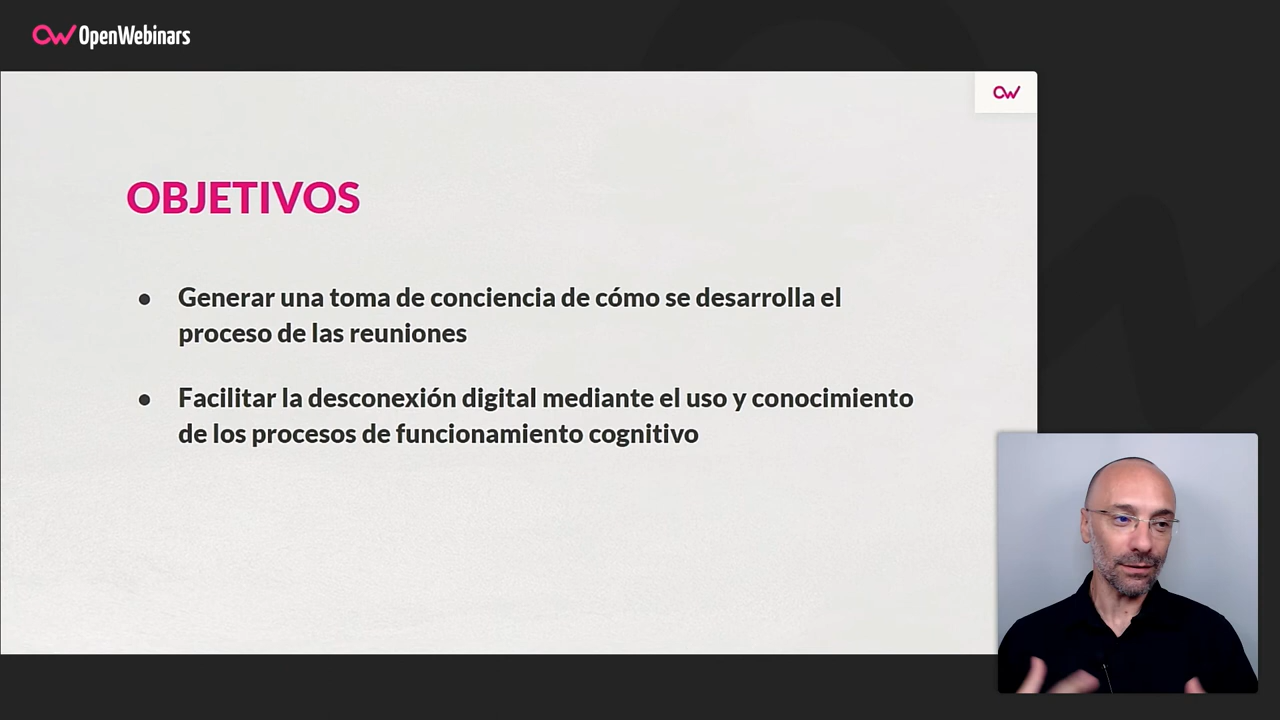 OpenWebinars
OBJETIVOS
● Generar una toma de conciencia de cómo se desarrolla el
proceso de las reuniones
● Facilitar la desconexión digital mediante el uso y conocimiento
de los procesos de funcionamiento cognitivo